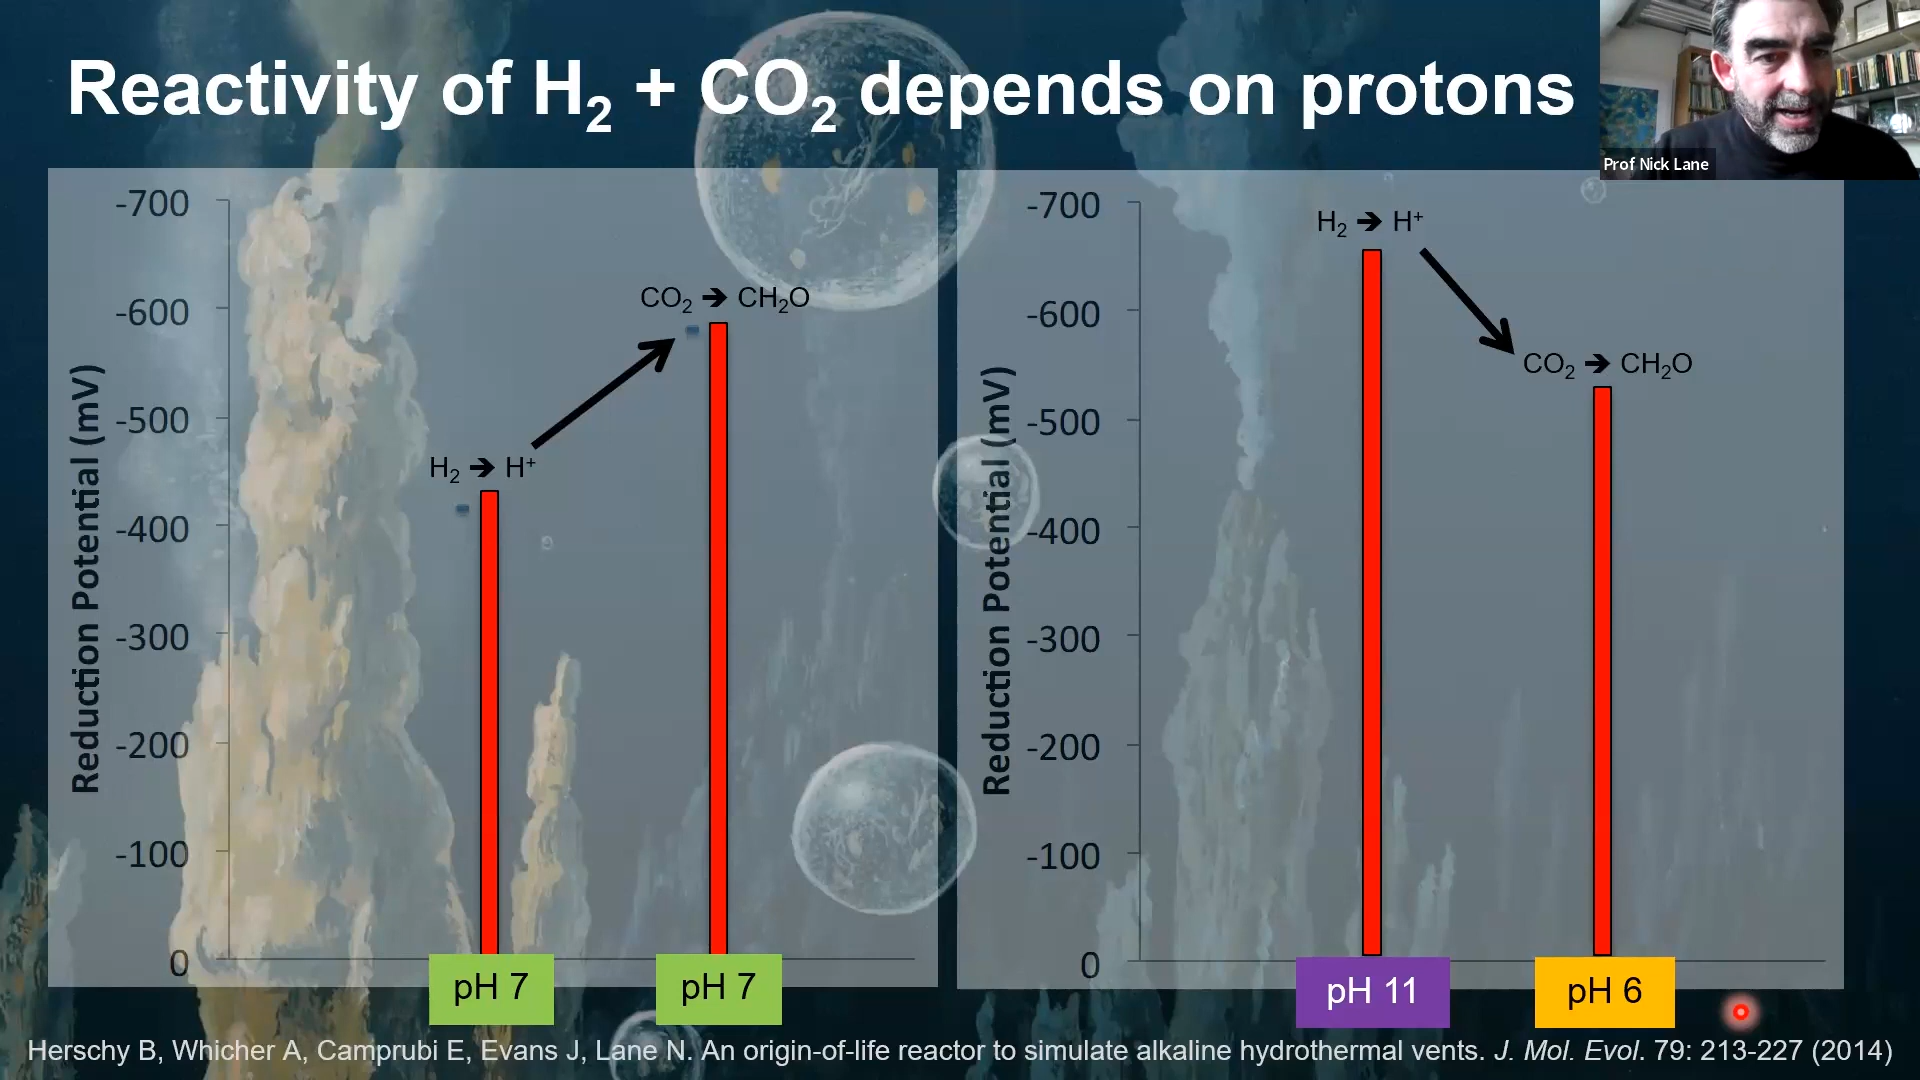 Reactivity of H₂ + CO₂ depends on protons
Prof Nick Lane
Reduction Potential (mV)
-700
-600
-500
-400
-300
-200
-100
0
H₂ → H⁺
CO₂ → CH₂O
pH 7
pH 7
Reduction Potential (mV)
-700
-600
-500
-400
-300
-200
-100
0
H₂ → H⁺
CO₂ → CH₂O
pH 11
pH 6
Herschy B, Whicher A, Camprubi E, Evans J, Lane N. An origin-of-life reactor to simulate alkaline hydrothermal vents. J. Mol. Evol. 79: 213-227 (2014)